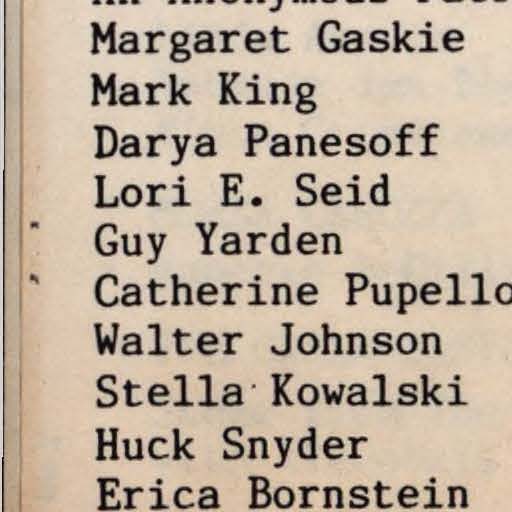 Margaret Gaskie
Mark King
Darya Panesoff
Lori E. Seid
Guy Yarden
Catherine Pupello
Walter Johnson
Stella Kowalski
Huck Snyder
Erica Bornstein